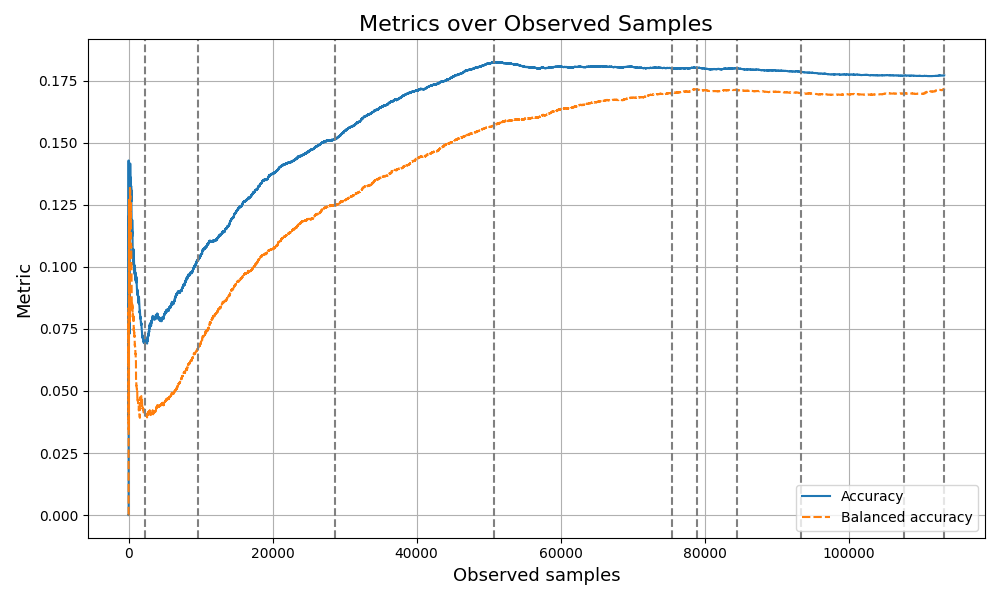 Metrics over Observed Samples
Metric
0.175
0.150
0.125
0.100
0.075
0.050
0.025
0.000
0
20000
40000
60000
80000
100000
Observed samples
Accuracy
Balanced accuracy